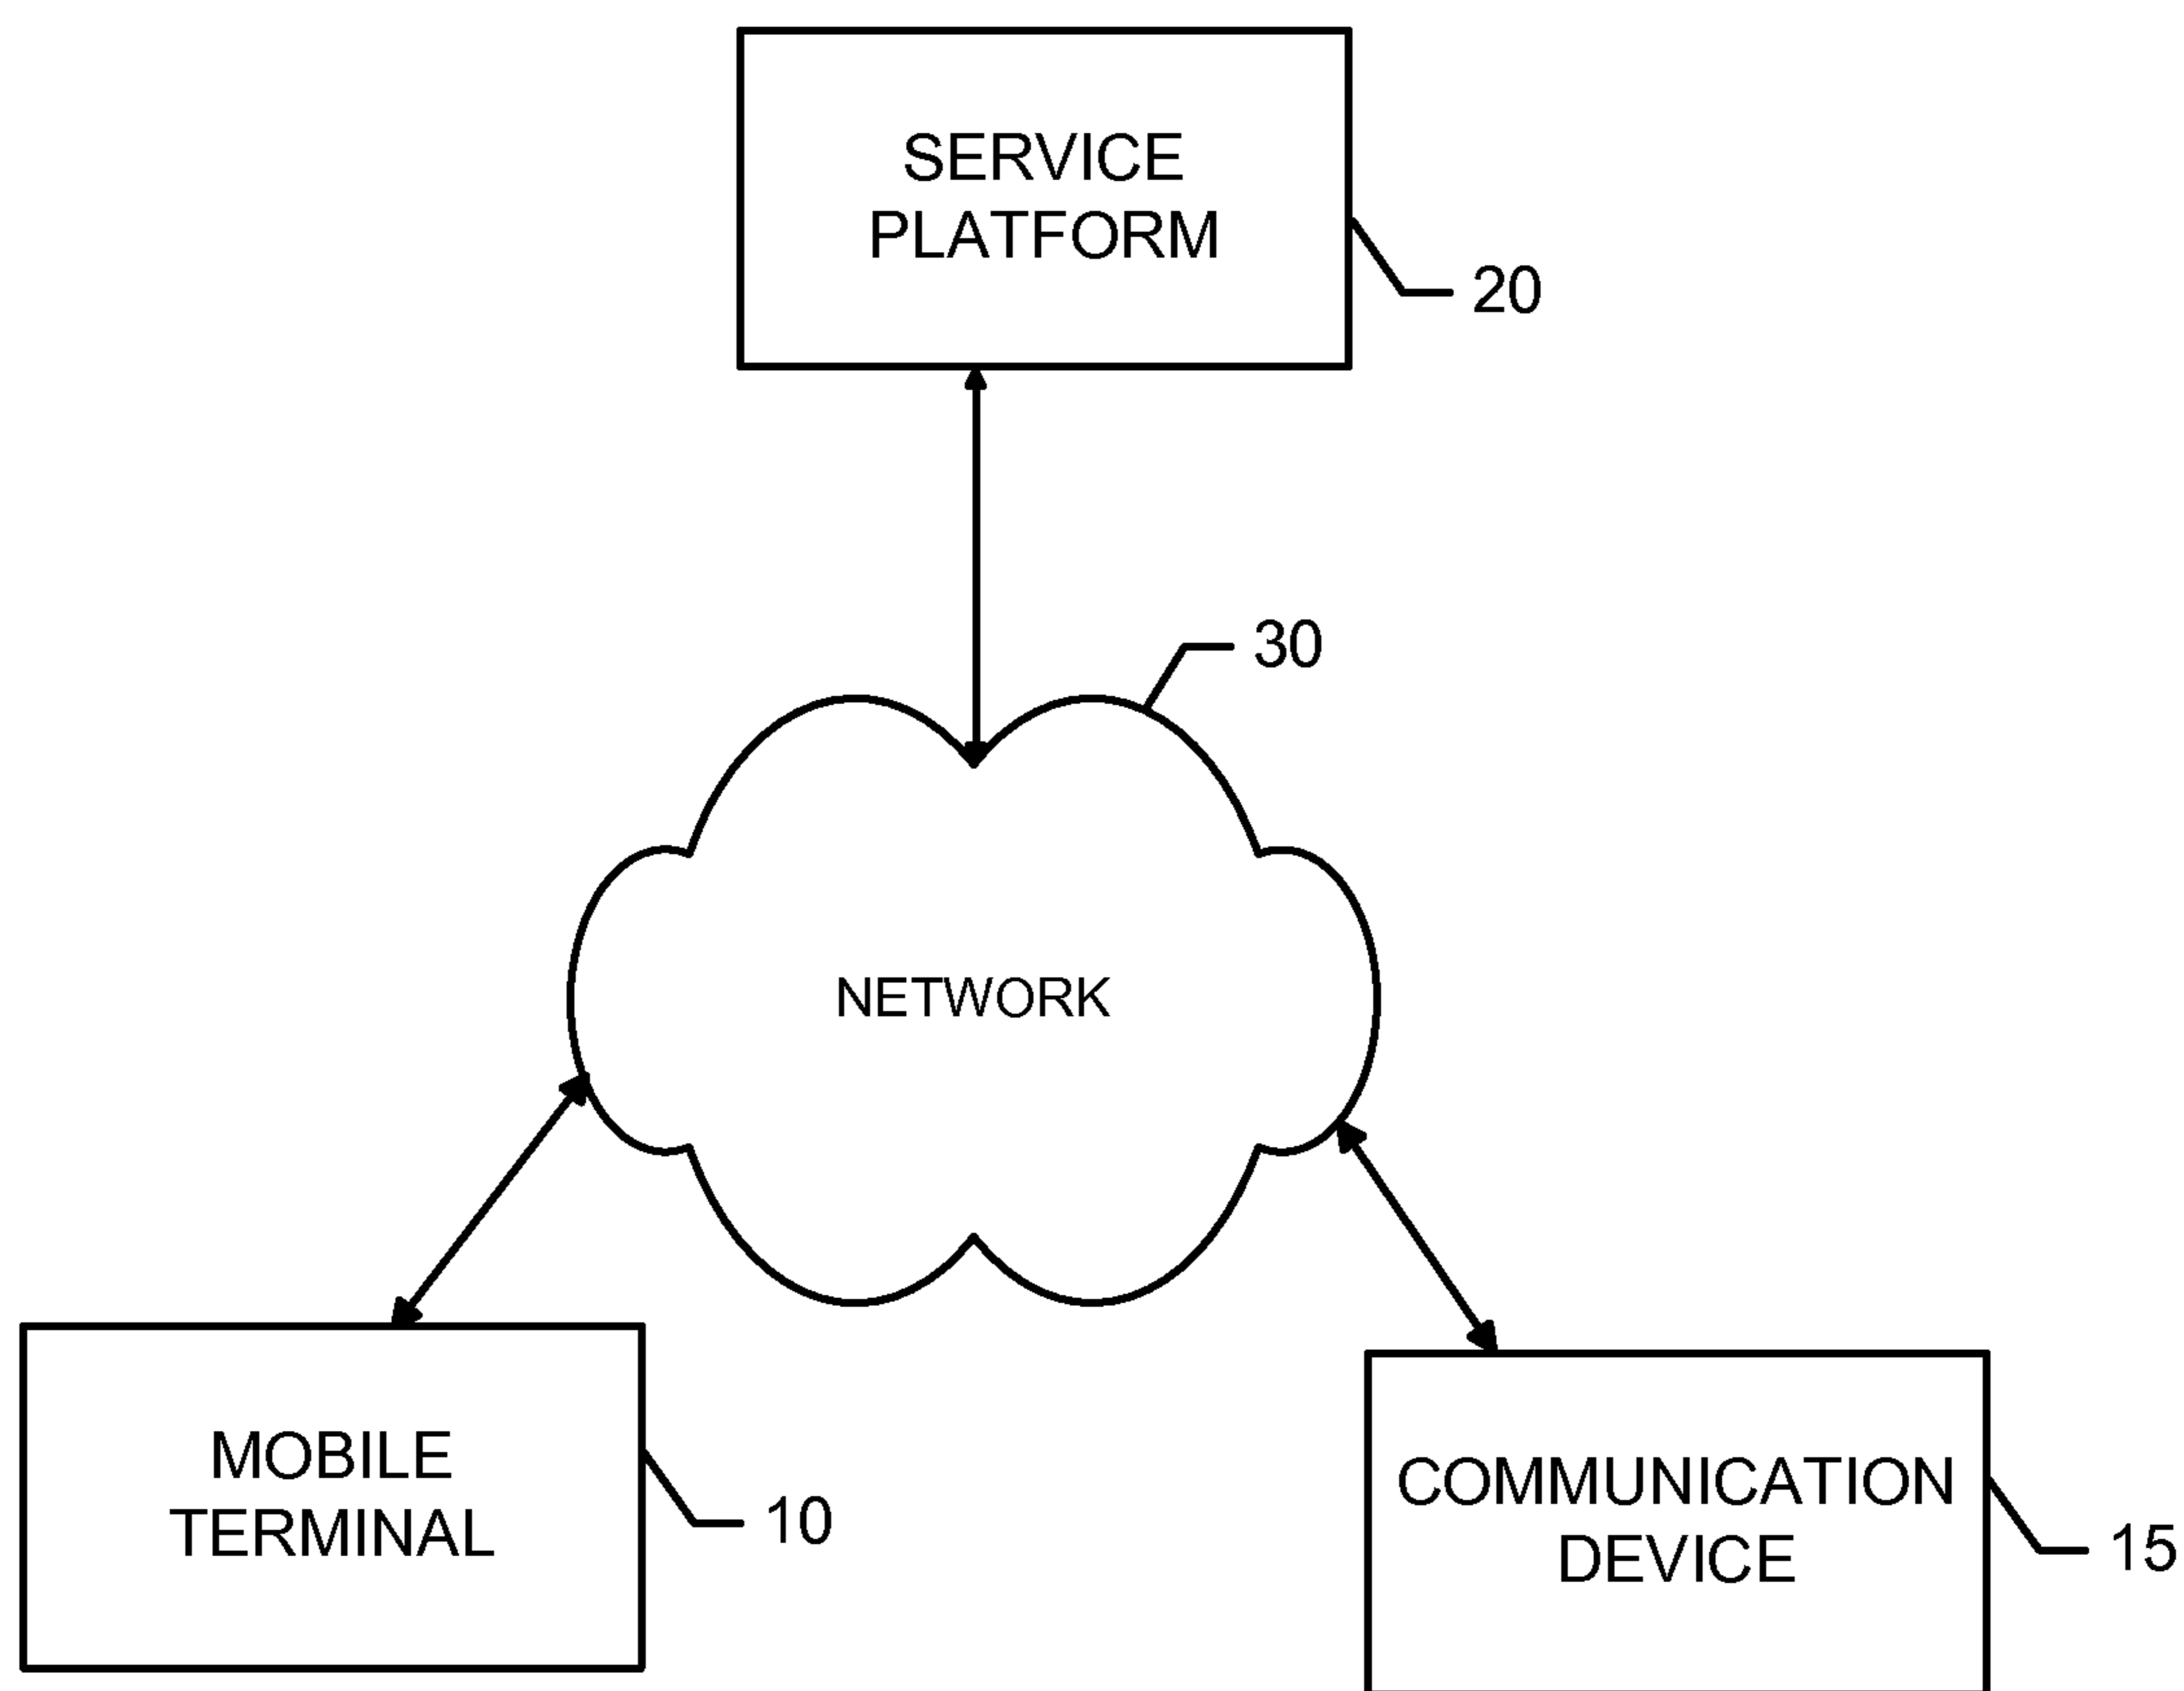 SERVICE
PLATFORM
20
30
NETWORK
MOBILE
TERMINAL
10
COMMUNICATION
DEVICE
15